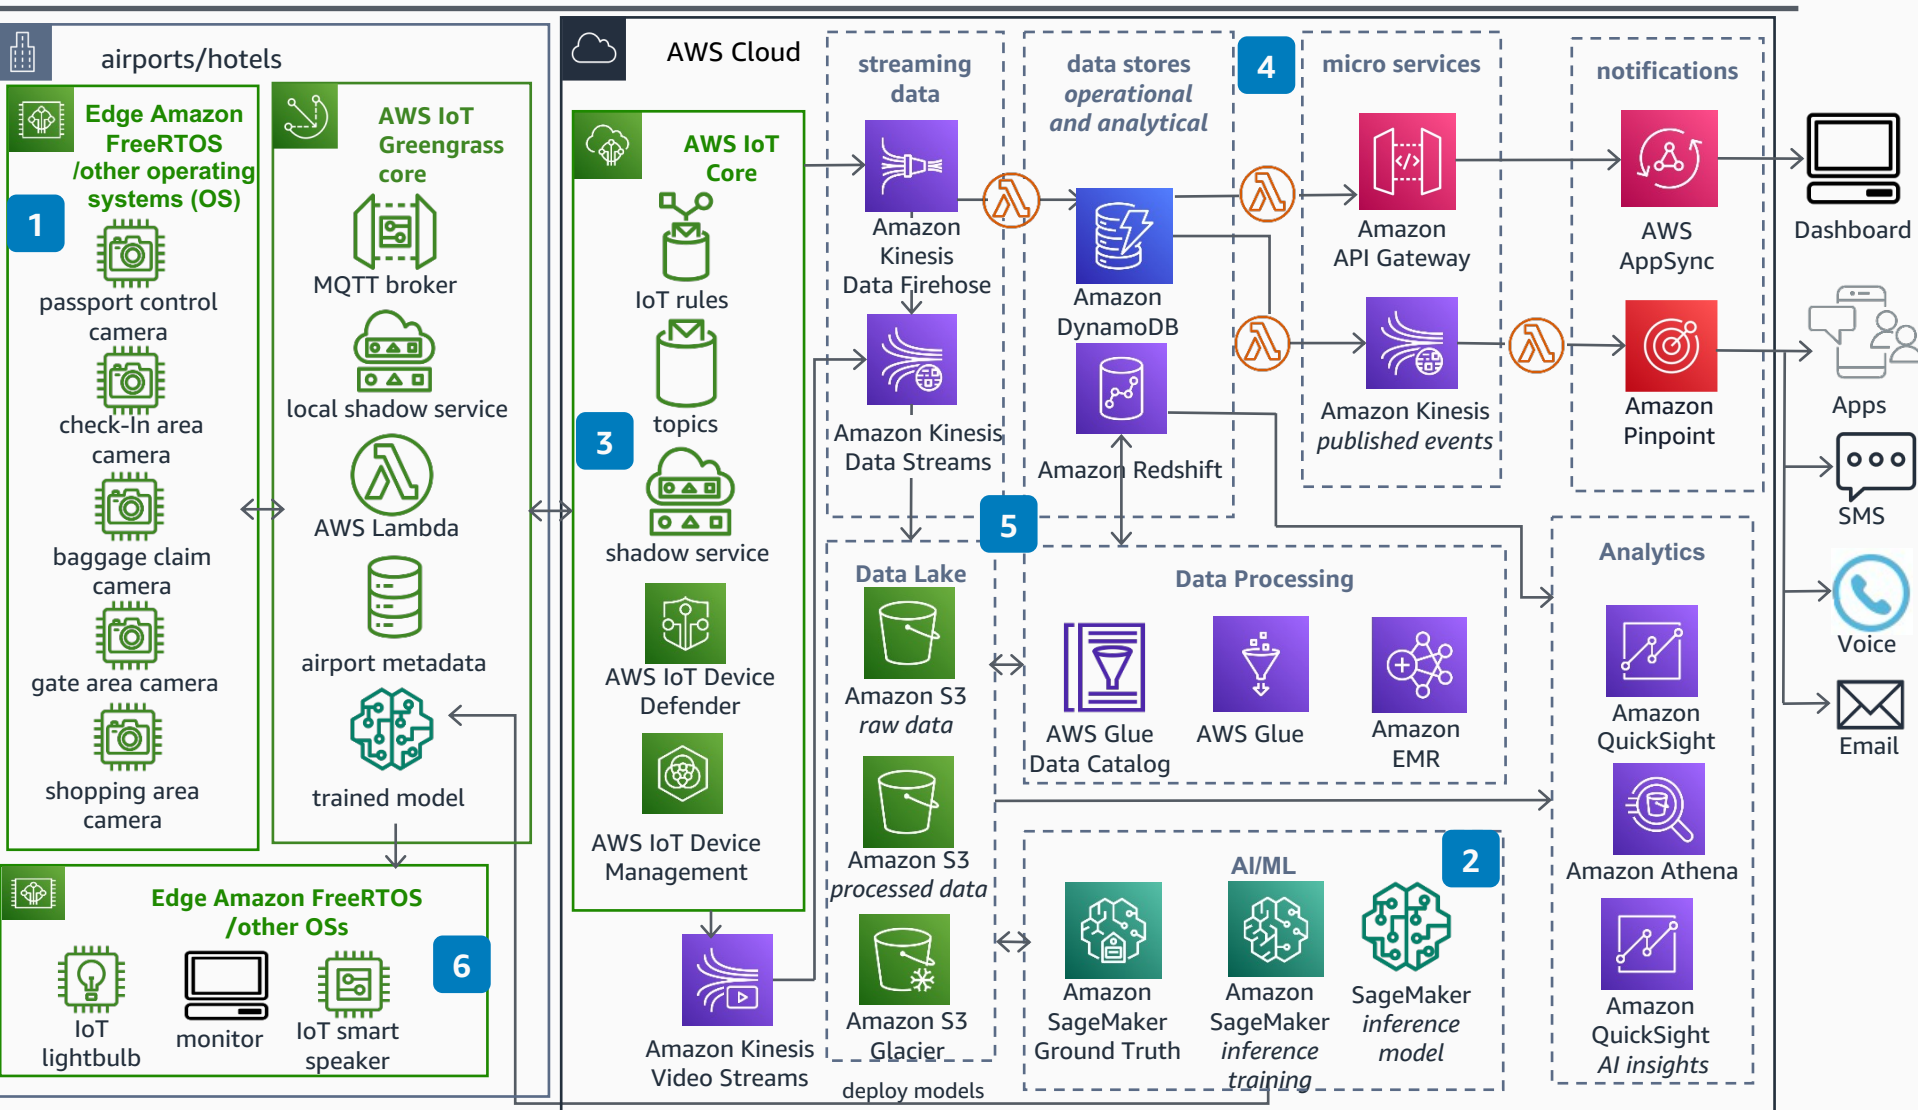 airports/hotels
Edge Amazon
FreeRTOS
/other operating
systems (OS)
1
passport control
camera
check-In area
camera
baggage claim
camera
gate area camera
shopping area
camera
AWS IoT
Greengrass
core
MQTT broker
local shadow service
AWS Lambda
airport metadata
trained model
Edge Amazon FreeRTOS
/other OSs
6
IoT
lightbulb
monitor
IoT smart
speaker
AWS Cloud
AWS IoT
Core
IoT rules
topics
3
shadow service
AWS IoT Device
Defender
AWS IoT Device
Management
Amazon Kinesis
Video Streams
streaming
data
Amazon
Kinesis
Data Firehose
Amazon Kinesis
Data Streams
data stores
operational
and analytical
Amazon
DynamoDB
Amazon Redshift
4
micro services
Amazon
API Gateway
Amazon Kinesis
published events
notifications
AWS
AppSync
Amazon
Pinpoint
Dashboard
Apps
SMS
Voice
Email
5
Data Lake
Amazon S3
raw data
Amazon S3
processed data
Amazon S3
Glacier
Data Processing
AWS Glue
Data Catalog
AWS Glue
Amazon
EMR
AI/ML
2
Amazon
SageMaker
Ground Truth
Amazon
SageMaker
inference
training
SageMaker
inference
model
deploy models
Analytics
Amazon
QuickSight
Amazon Athena
Amazon
QuickSight
AI insights